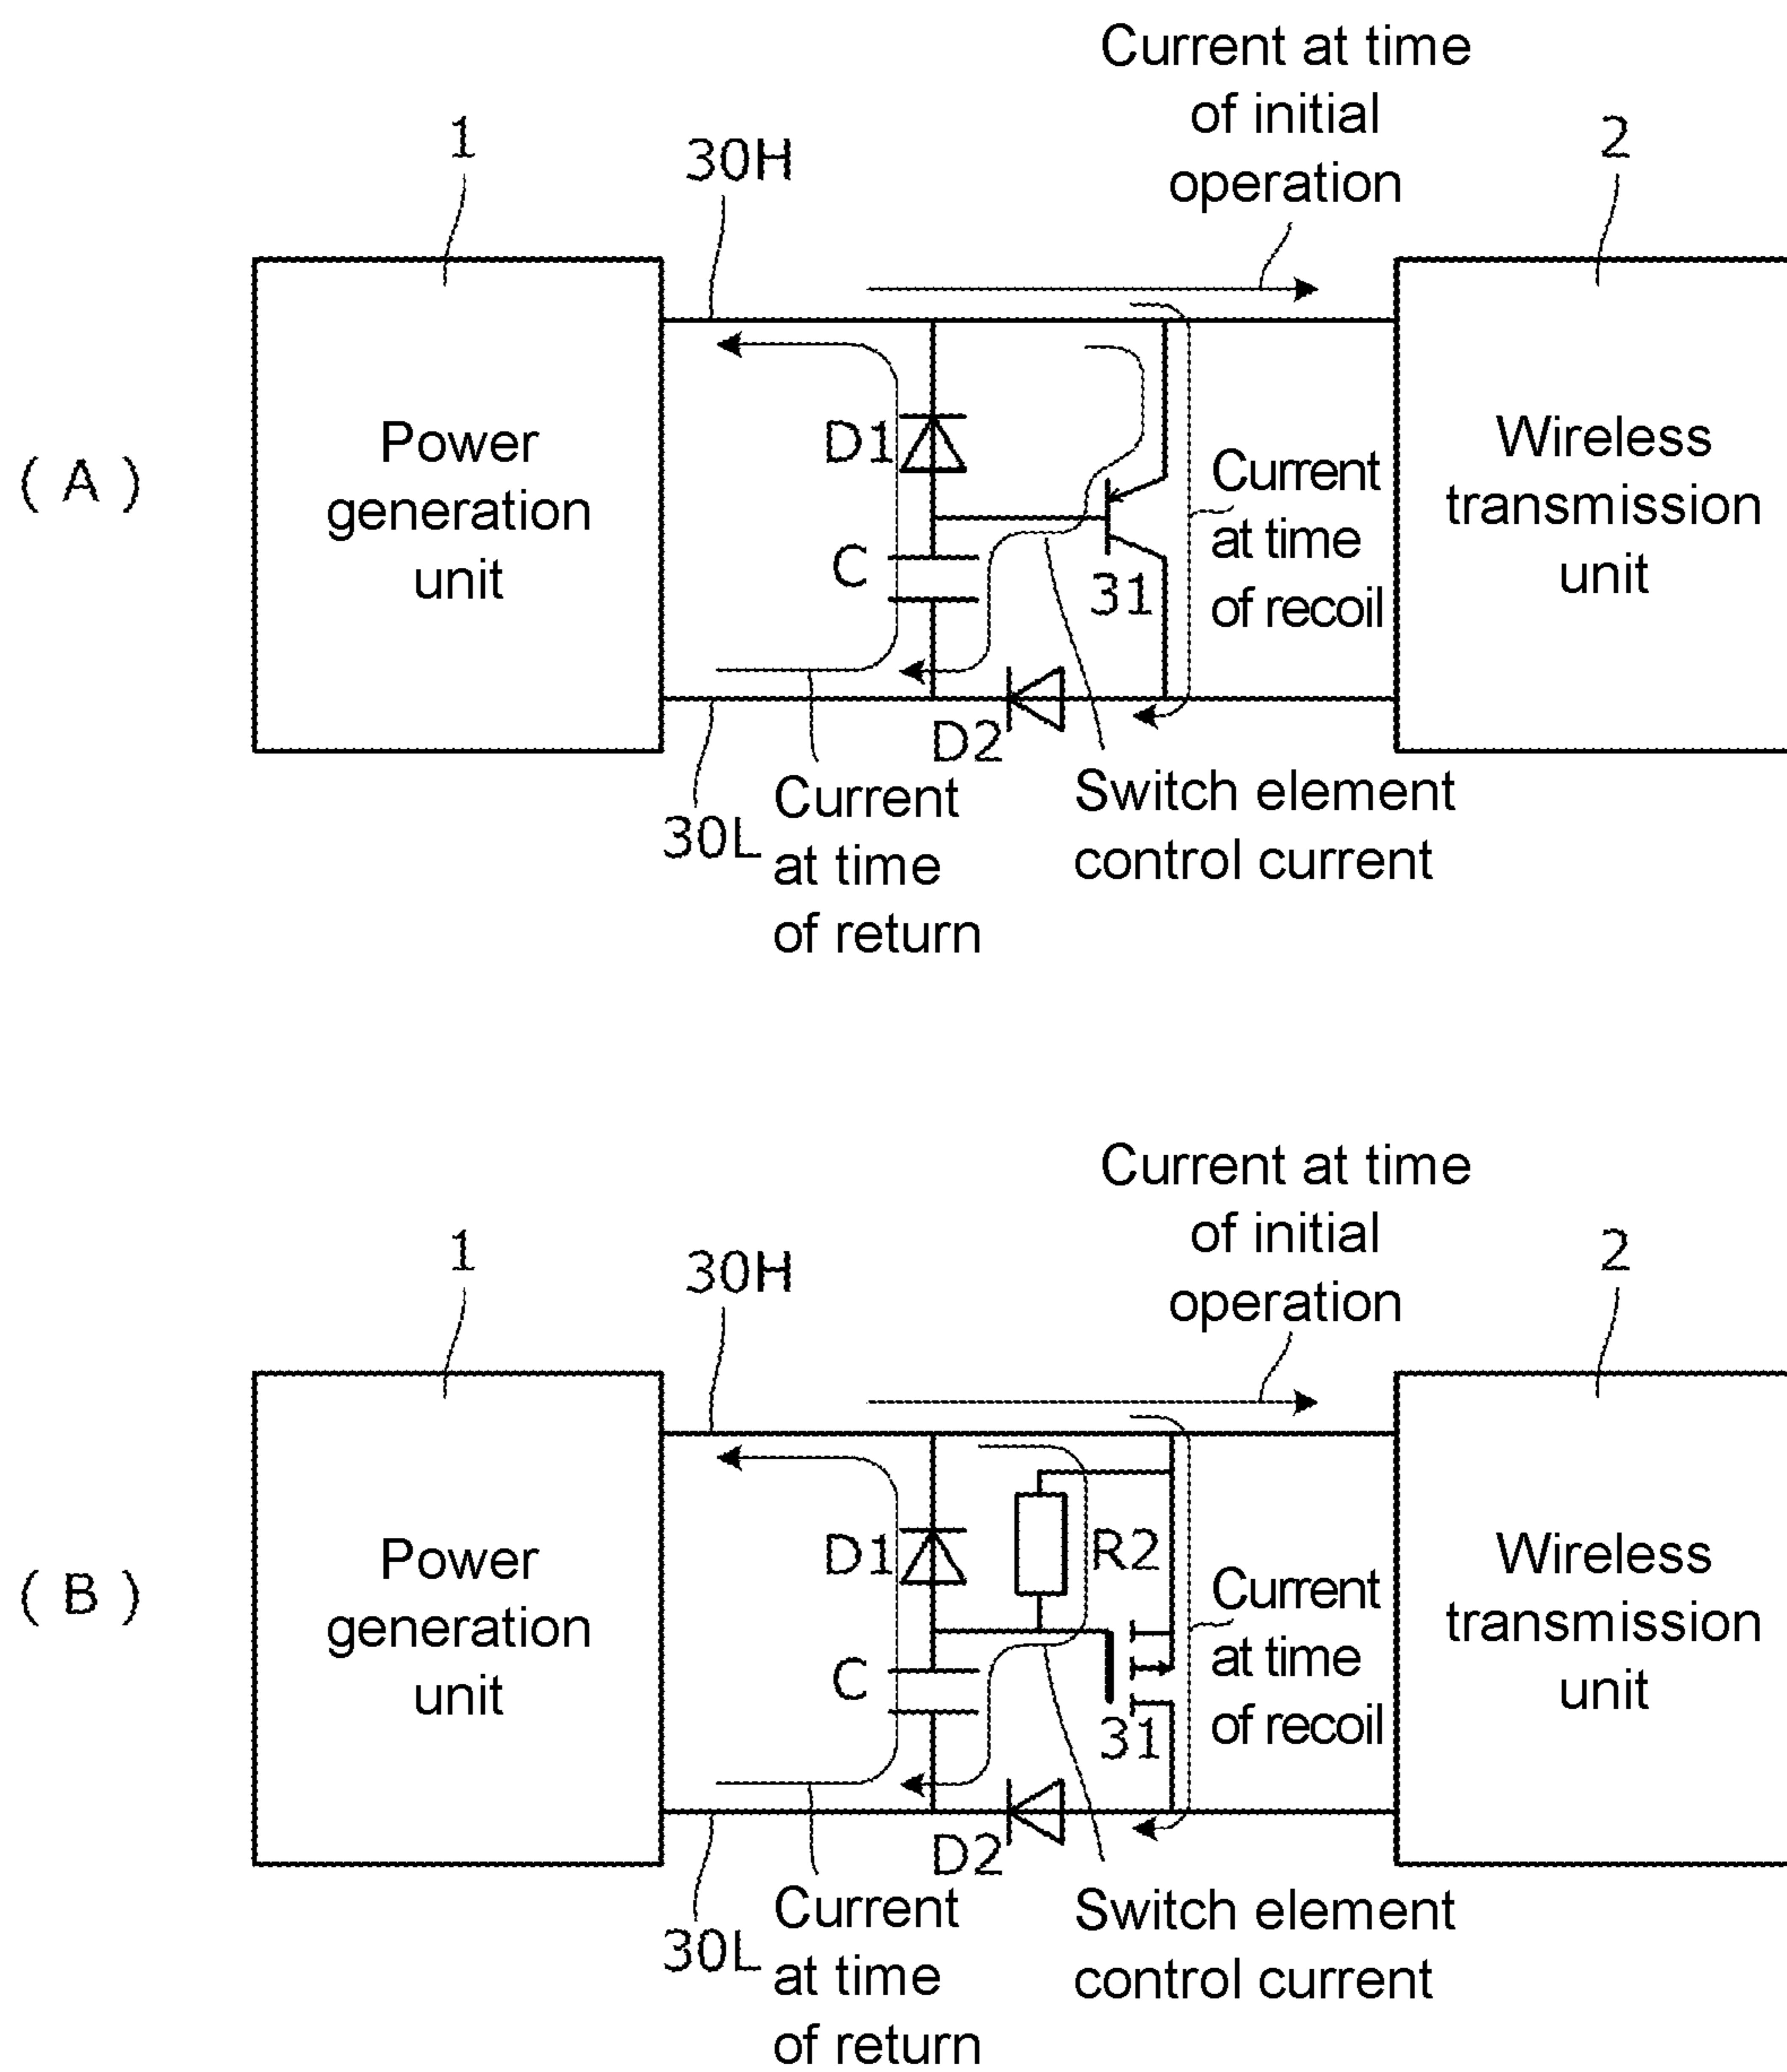 Current at time
of initial
operation
1
30H
2
( A )
Power
generation
unit
D1
C
31
Current
at time
of recoil
Wireless
transmission
unit
D2
30L
Current
at time
of return
Switch element
control current
Current at time
of initial
operation
1
30H
2
( B )
Power
generation
unit
D1
R2
C
31
Current
at time
of recoil
Wireless
transmission
unit
D2
30L
Current
at time
of return
Switch element
control current